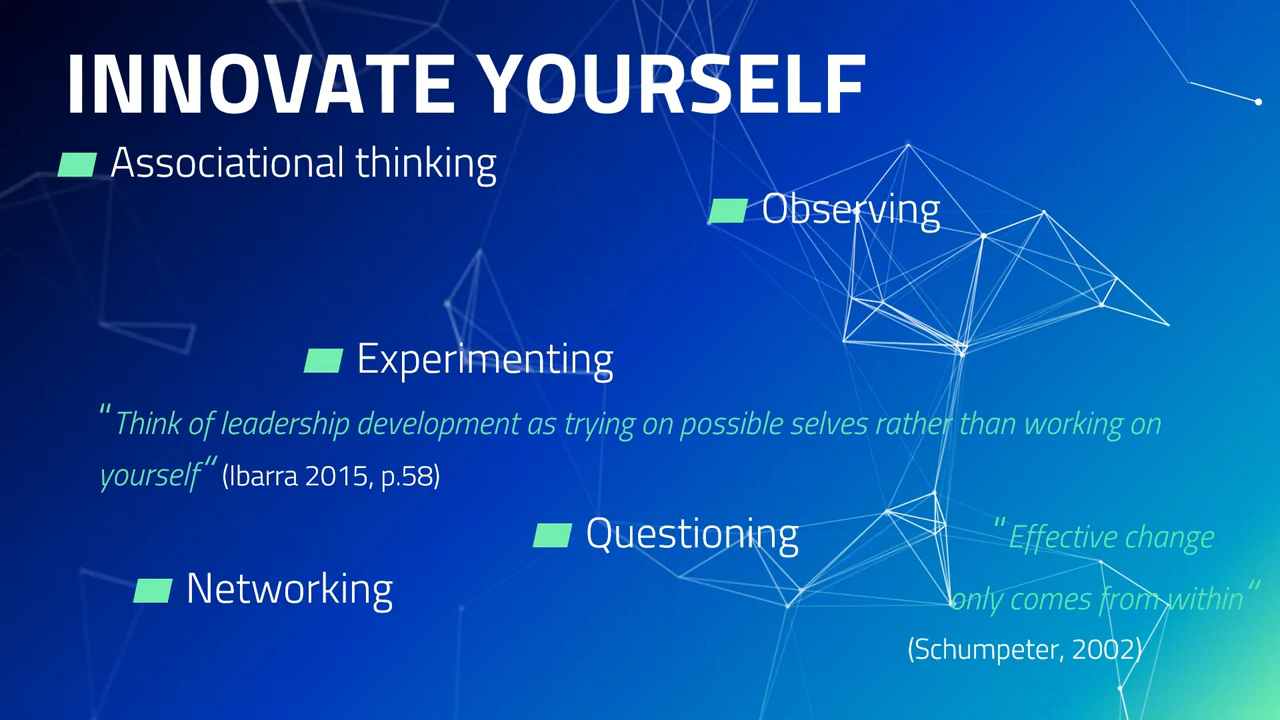 INNOVATE YOURSELF
Associational thinking
Observing
Experimenting
“Think of leadership development as trying on possible selves rather than working on
yourself“ (Ibarra 2015, p.58)
Questioning
“Effective change
only comes from within“
(Schumpeter, 2002)
Networking